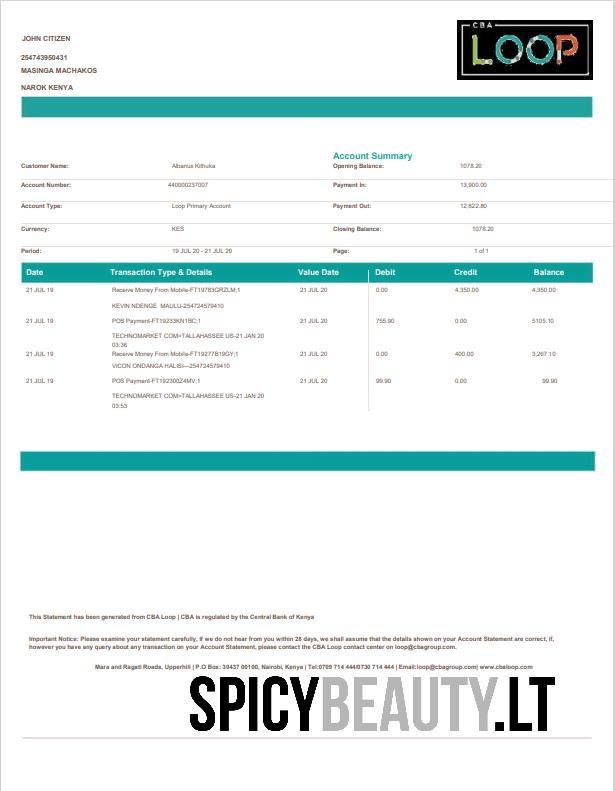 CBA
LOOP
JOHN CITIZEN
254743950431
MASINGA MACHAKOS
NAROK KENYA
Account Summary
Customer Name: Albanus Kithuka Opening Balance: 1078.20
Account Number: 440000237007 Payment In: 13,900.00
Account Type: Loop Primary Account Payment Out: 12,822.80
Currency: KES Closing Balance: 1078.20
Period: 19 JUL 20 - 21 JUL 20 Page: 1 of 1
Date Transaction Type & Details Value Date Debit Credit Balance
21 JUL 19 Receive Money From Mobile-FT19783GRZLM;1 21 JUL 20 0.00 4,350.00 4,350.00
KEVIN NDENGE MAULU-254724579410
21 JUL 19 POS Payment-FT19233KN1BC;1 21 JUL 20 755.90 0.00 5105.10
TECHNOMARKET COM>TALLAHASSEE US-21 JAN 20
03:36
21 JUL 19 Receive Money From Mobile-FT19277B19GY;1 21 JUL 20 0.00 400.00 3,267.10
VICON ONDANGA HALISI—254724579410
21 JUL 19 POS Payment-FT192300Z4MV;1 21 JUL 20 99.90 0.00 99.90
TECHNOMARKET COM>TALLAHASSEE US-21 JAN 20
03:53
This Statement has been generated from CBA Loop | CBA is regulated by the Central Bank of Kenya
Important Notice: Please examine your statement carefully, if we do not hear from you within 28 days, we shall assume that the details shown on your Account Statement are correct, if,
however you have any query about any transaction on your Account Statement, please contact the CBA Loop contact center on loop@cbagroup.com.
Mara and Ragati Roads, Upperhill | P.O Box: 30437 00100, Nairobi, Kenya | Tel:0709 714 444/0730 714 444 | Email:loop@cbagroup.com| www.cbaloop.com
SPICYBEAUTY.LT